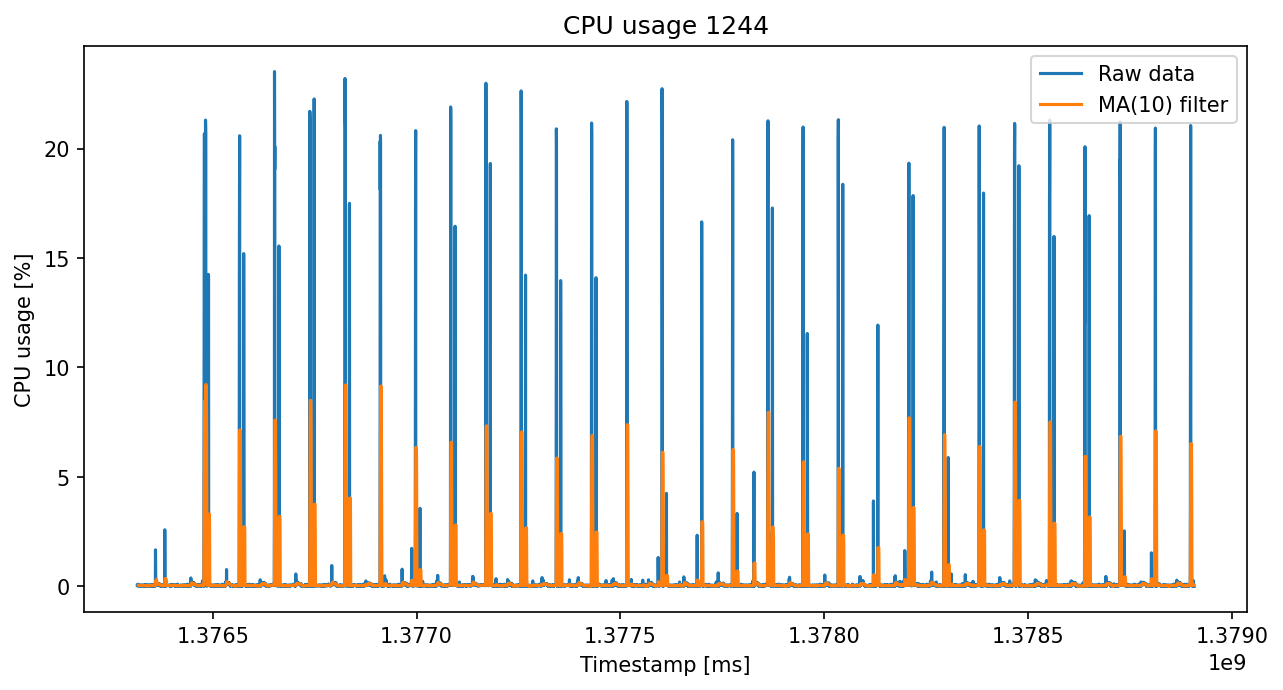 CPU usage 1244
Raw data
MA(10) filter
CPU usage [%]
20
15
10
5
0
1.3765 1.3770 1.3775 1.3780 1.3785 1.3790
1e9
Timestamp [ms]